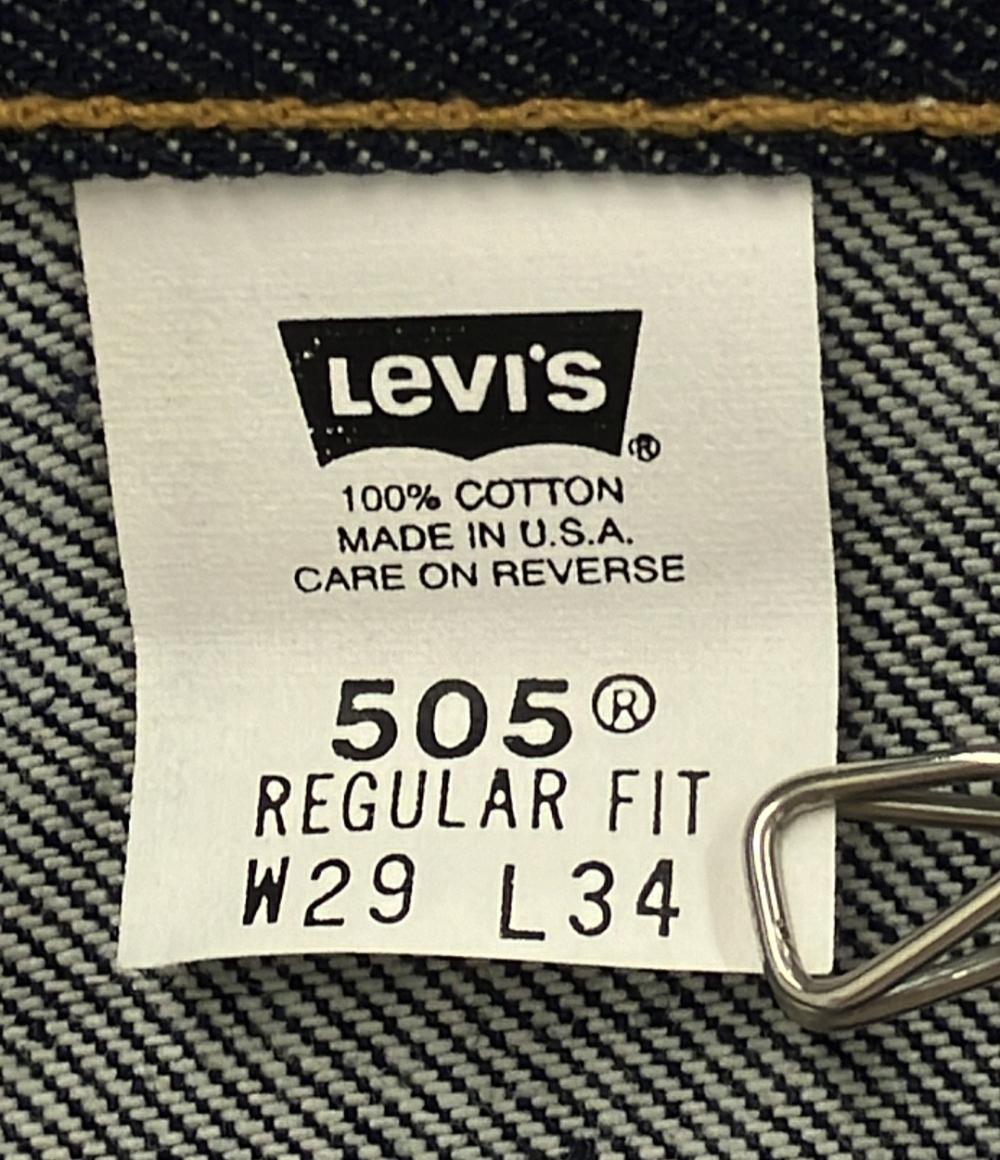 LEVI'S ®
100% COTTON
MADE IN U.S.A.
CARE ON REVERSE
505®
REGULAR FIT
W29 L34